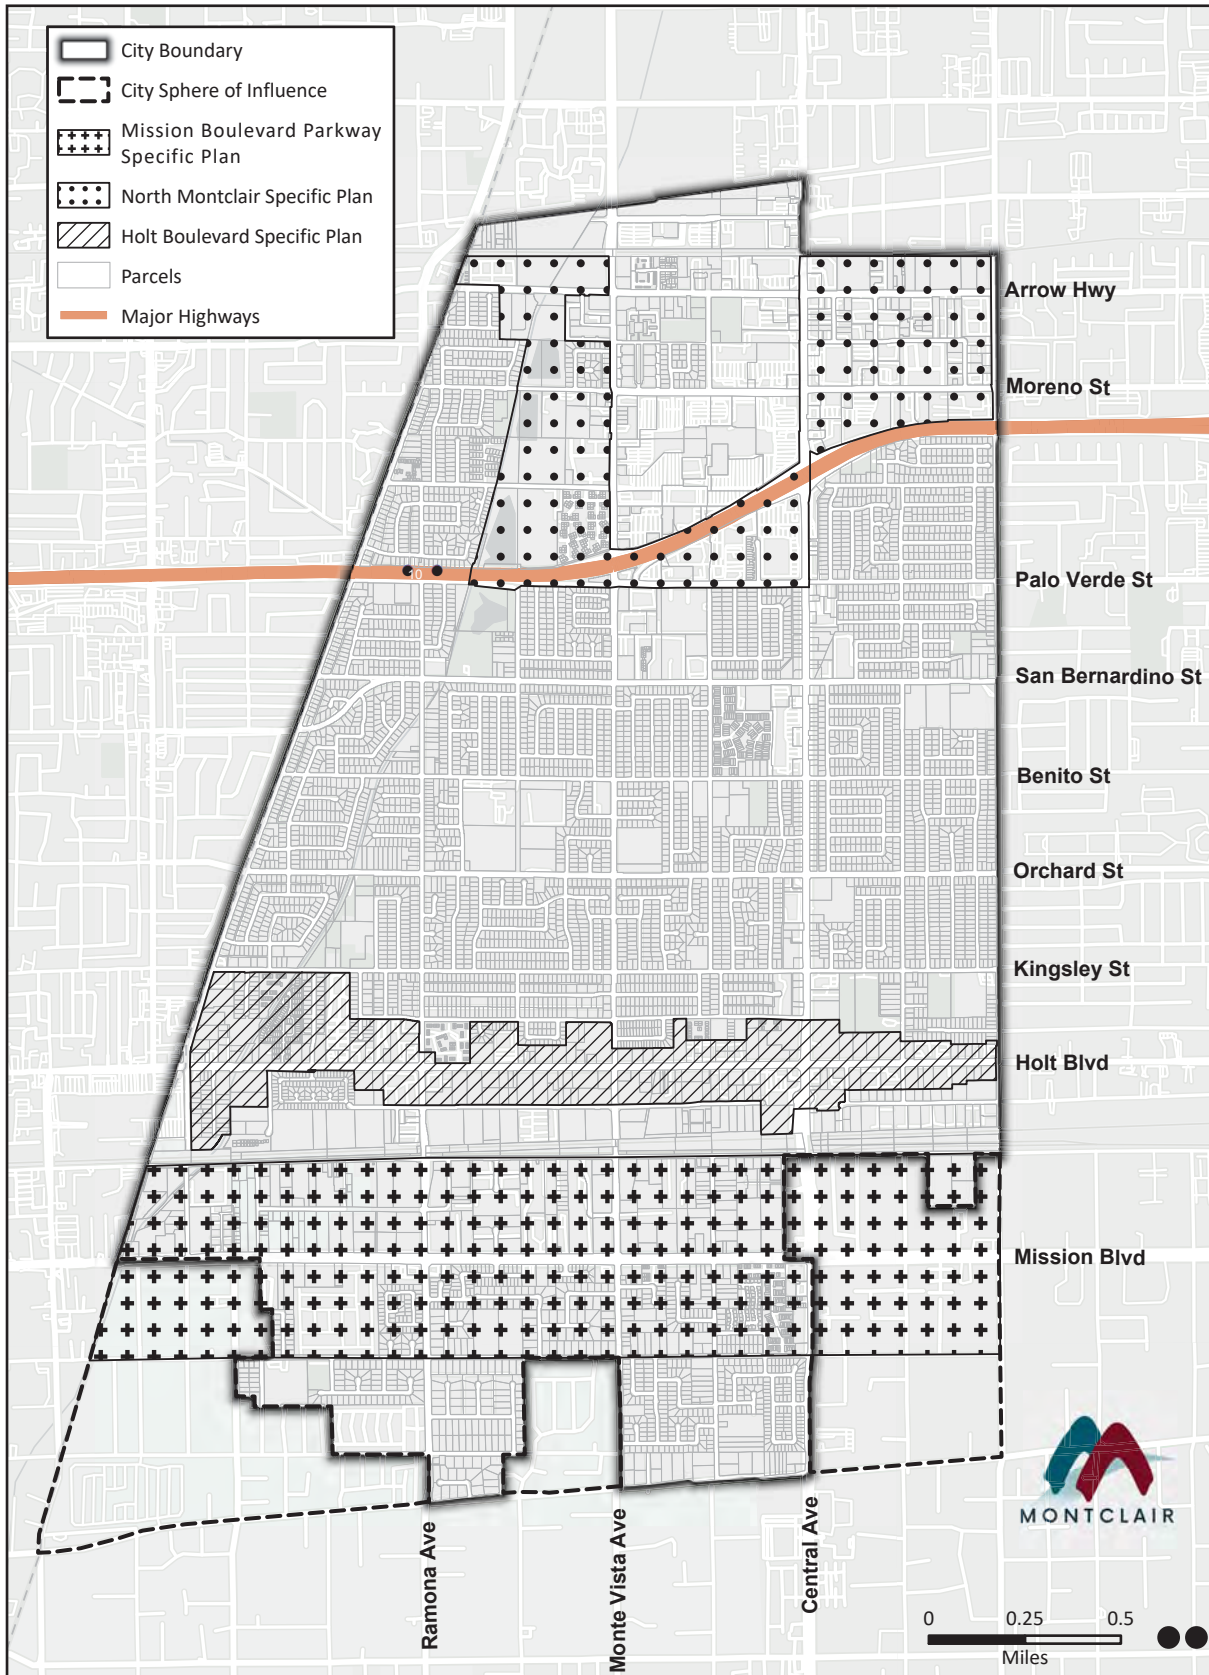 City Boundary
City Sphere of Influence
Mission Boulevard Parkway
Specific Plan
North Montclair Specific Plan
Holt Boulevard Specific Plan
Parcels
Major Highways
Arrow Hwy
Moreno St
10
Palo Verde St
San Bernardino St
Benito St
Orchard St
Kingsley St
Holt Blvd
Mission Blvd
MONTCLAIR
Ramona Ave
Monte Vista Ave
Central Ave
0 0.25 0.5
Miles